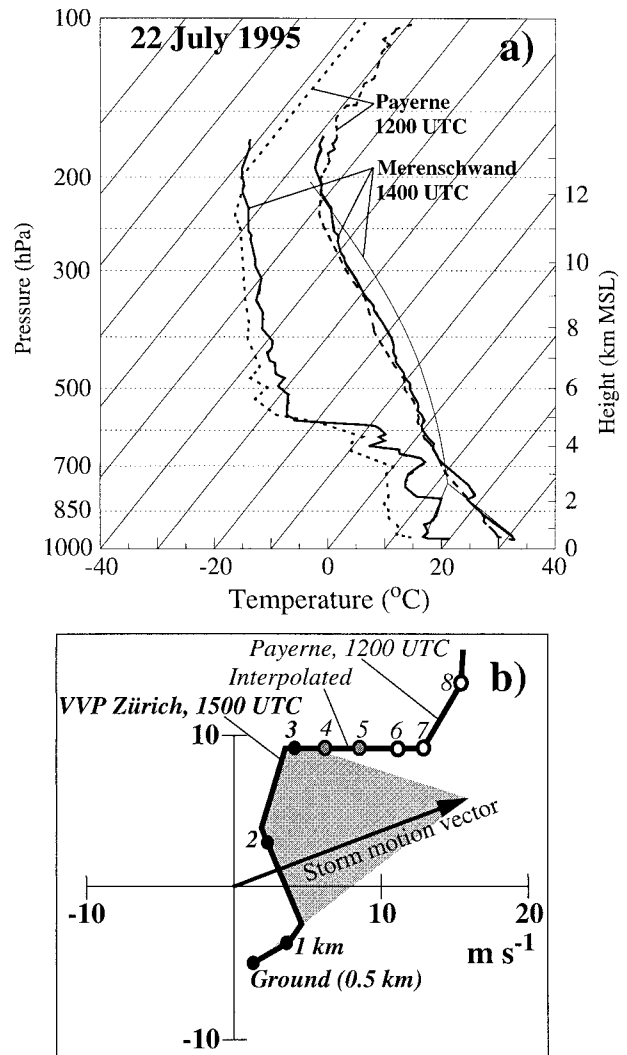 22 July 1995
a)
Payerne
1200 UTC
Merenschwand
1400 UTC
100
200
300
500
700
850
1000
Pressure (hPa)
12
10
8
6
4
2
0
Height (km MSL)
-40
-20
0
20
40
Temperature (°C)
b)
Payerne, 1200 UTC
Interpolated
VVP Zürich, 1500 UTC
10
3
4
5
6
7
8
2
Storm motion vector
-10
10
20
1 km
m s-1
Ground (0.5 km)
-10